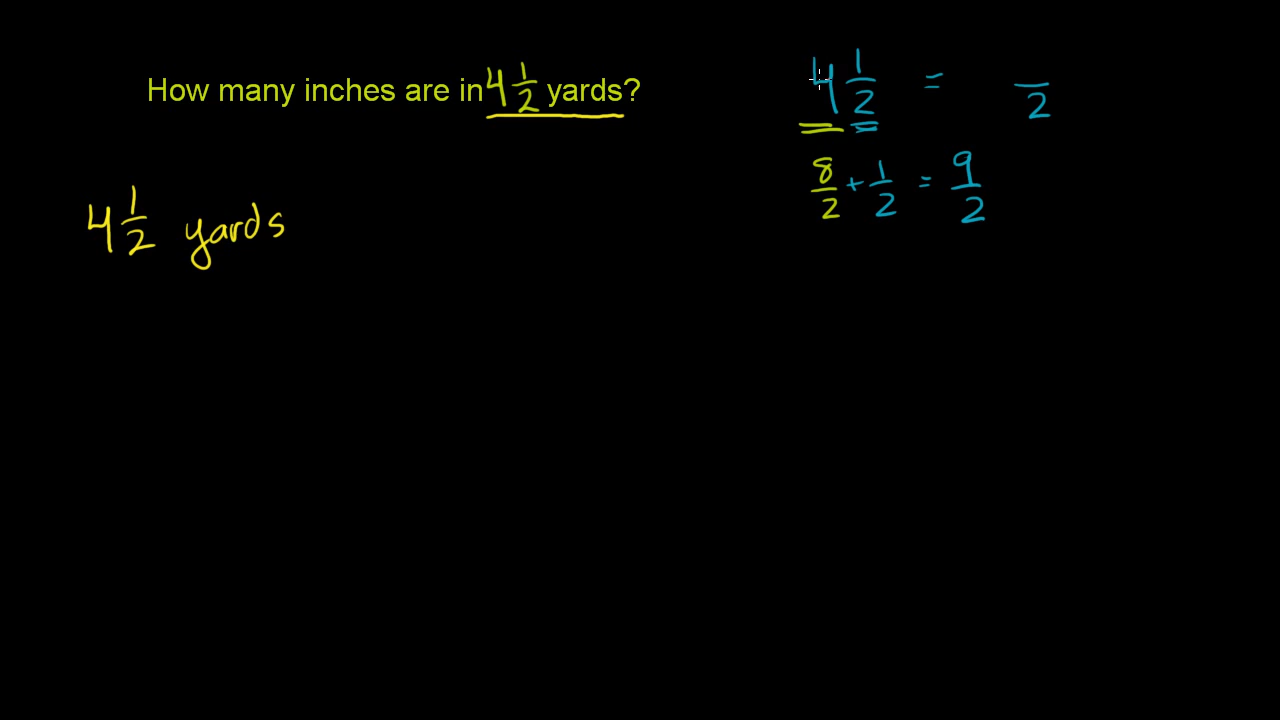 How many inches are in 4 1/2 yards?
4 1/2 = /2
8/2 + 1/2 = 9/2
4 1/2 yards